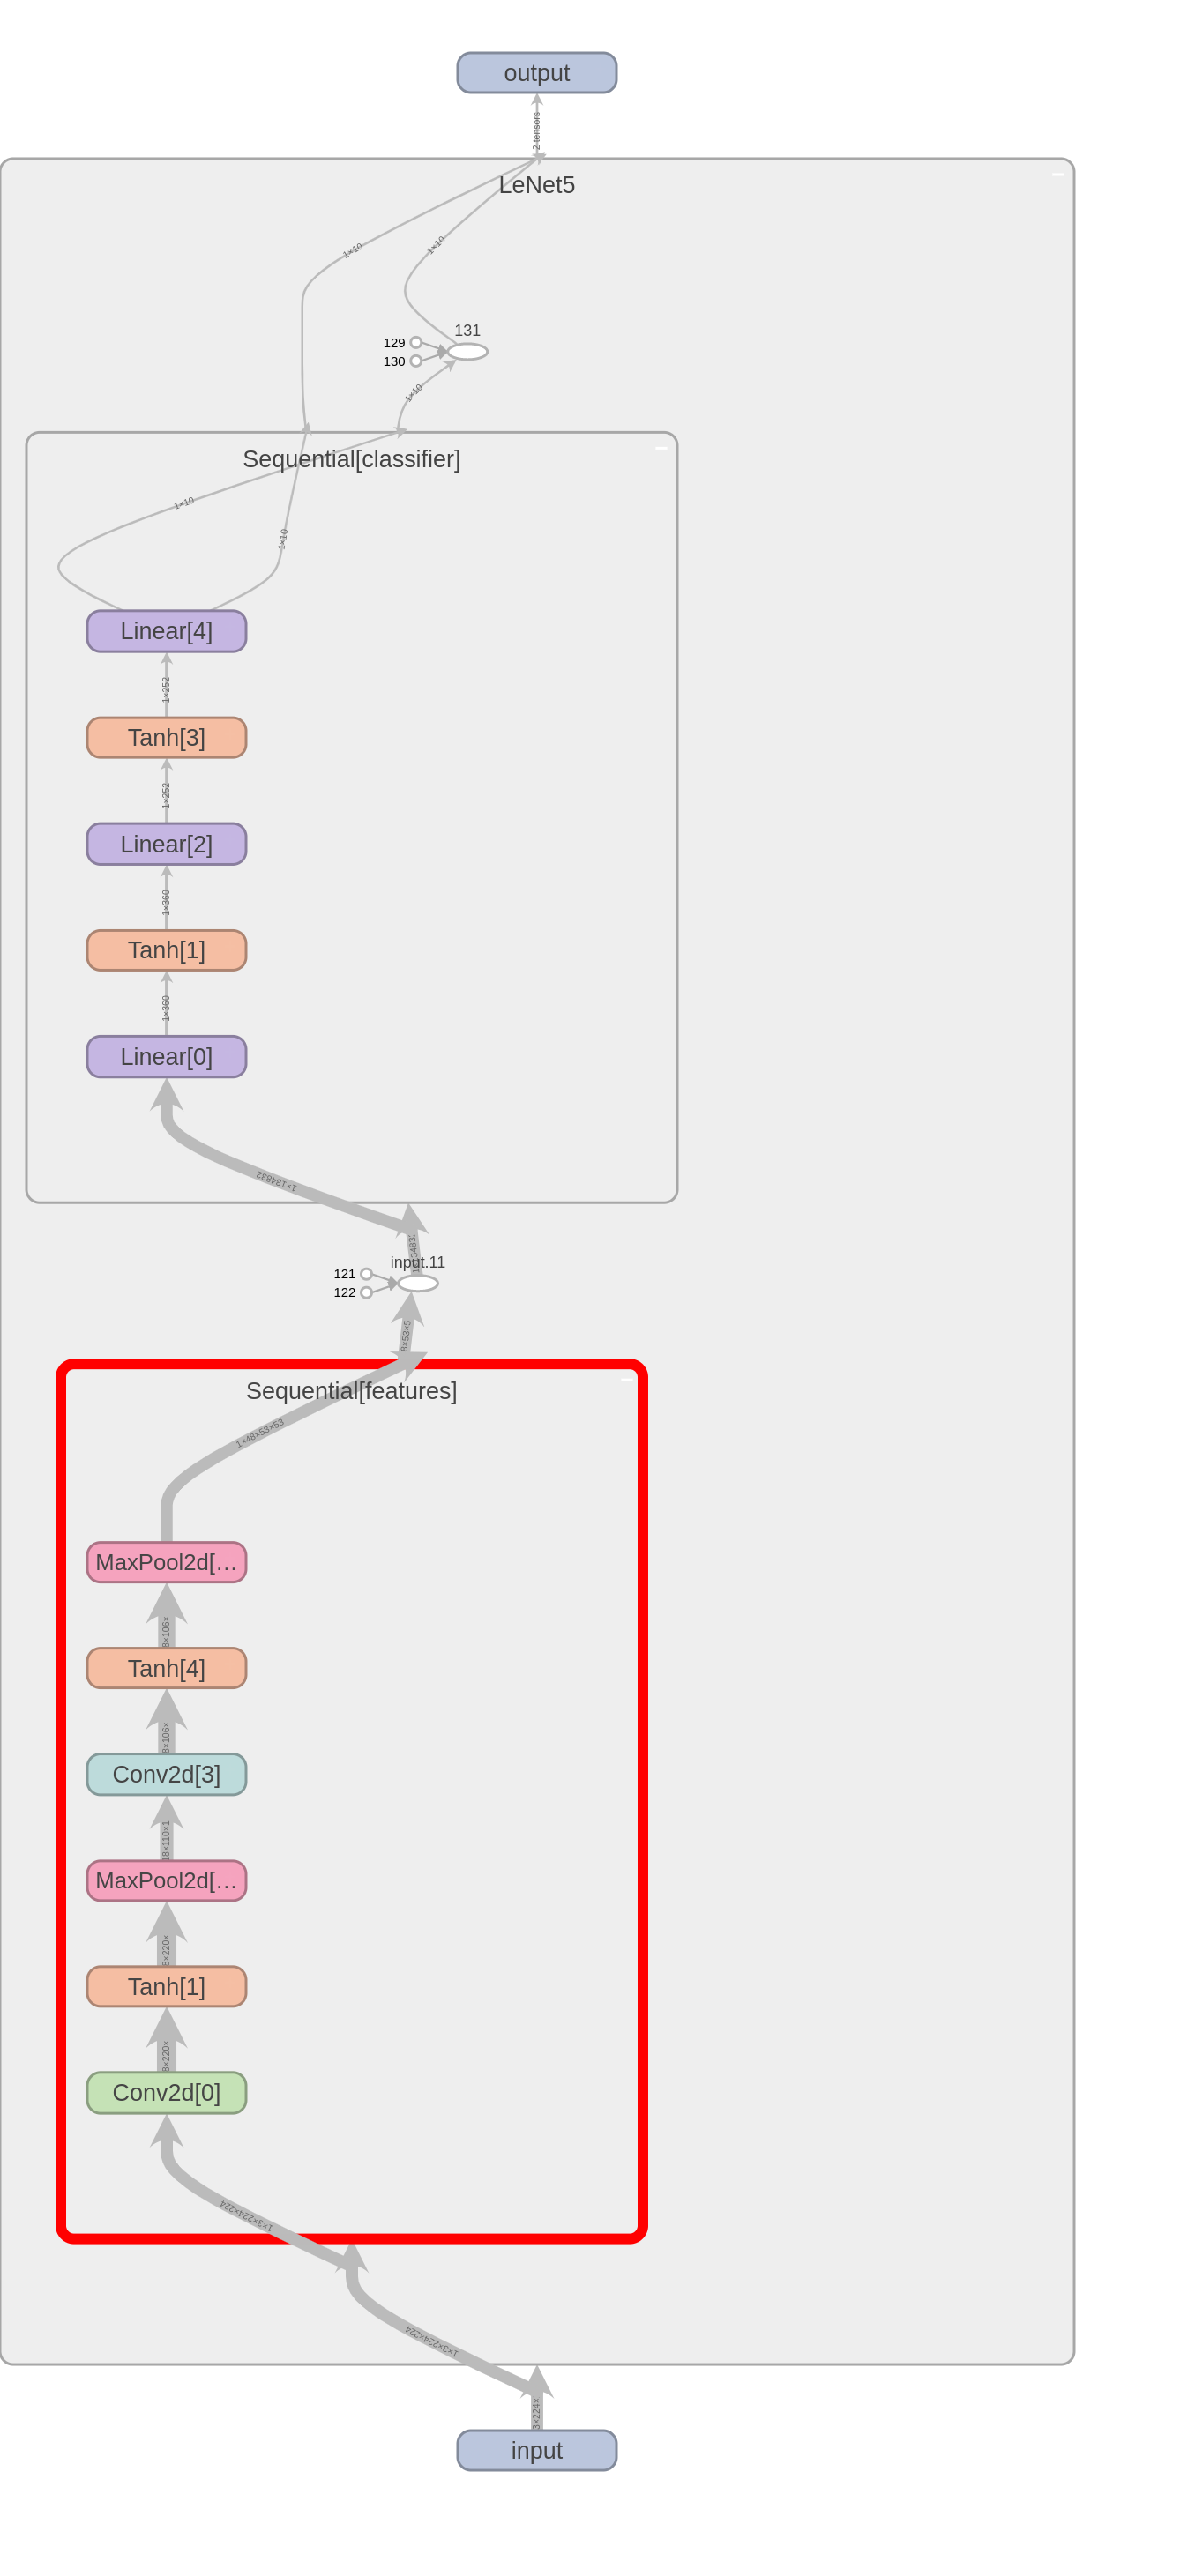 output
2 tensors
LeNet5
1×10
1×10
131
129
130
1×10
Sequential[classifier]
1×10
1×10
Linear[4]
1×252
Tanh[3]
1×252
Linear[2]
1×360
Tanh[1]
1×360
Linear[0]
1×134832
input.11
121
122
8×53×5
Sequential[features]
1×48×53×53
MaxPool2d[…
8×106×
Tanh[4]
8×106×
Conv2d[3]
18×110×1
MaxPool2d[…
8×220×
Tanh[1]
8×220×
Conv2d[0]
1×3×224×224
1×3×224×224
3×224×
input